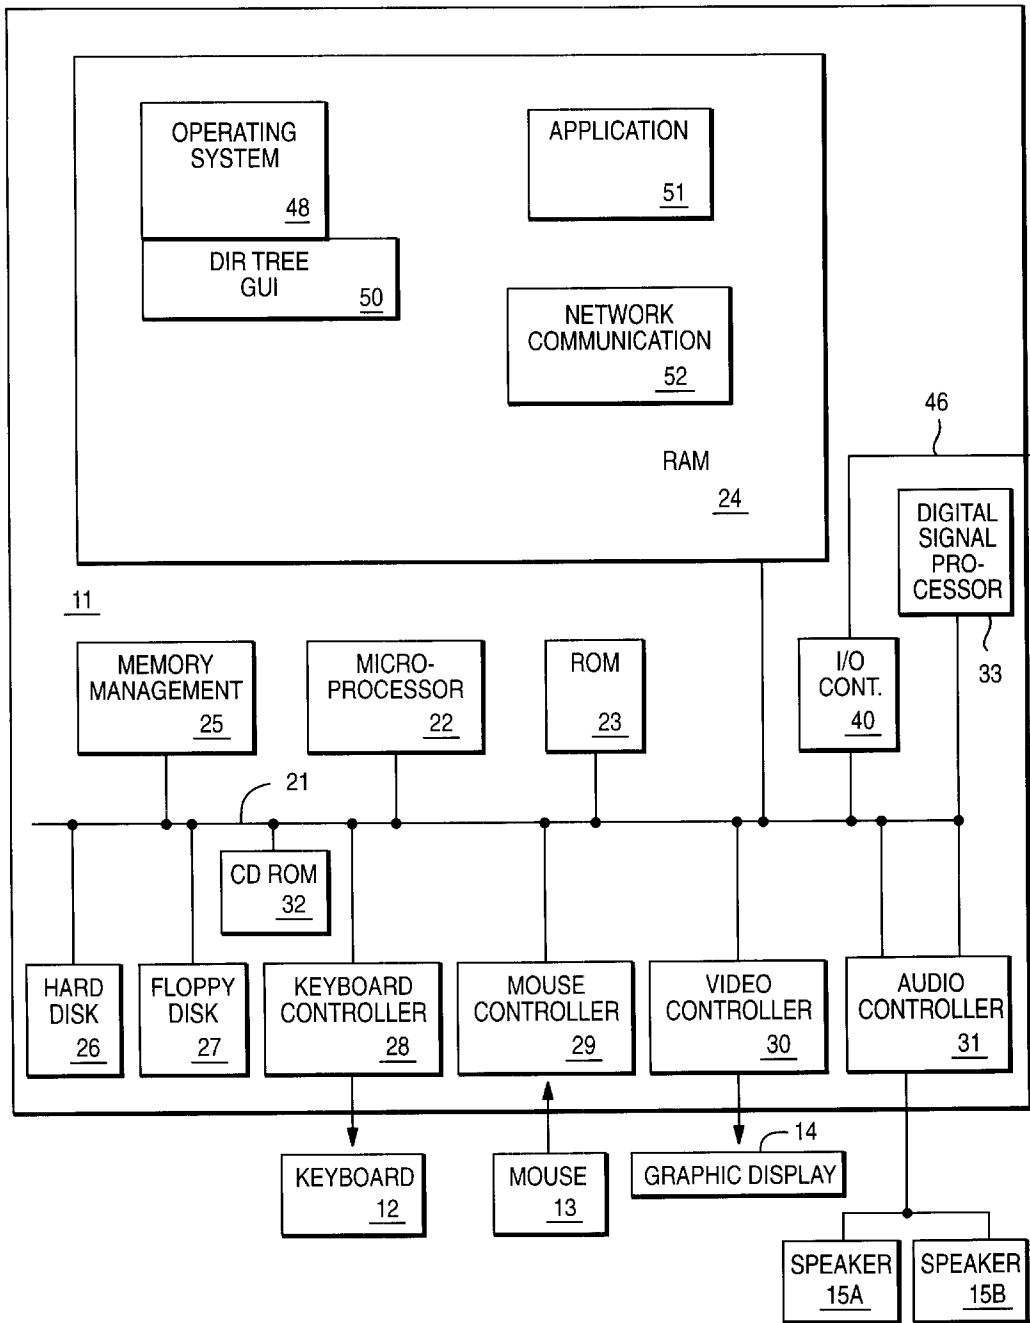 OPERATING
SYSTEM
48
APPLICATION
51
DIR TREE
GUI
50
NETWORK
COMMUNICATION
52
RAM
24
46
DIGITAL
SIGNAL
PRO-
CESSOR
33
11
MEMORY
MANAGEMENT
25
MICRO-
PROCESSOR
22
ROM
23
I/O
CONT.
40
21
CD ROM
32
HARD
DISK
26
FLOPPY
DISK
27
KEYBOARD
CONTROLLER
28
MOUSE
CONTROLLER
29
VIDEO
CONTROLLER
30
AUDIO
CONTROLLER
31
KEYBOARD
12
MOUSE
13
14
GRAPHIC DISPLAY
SPEAKER
15A
SPEAKER
15B